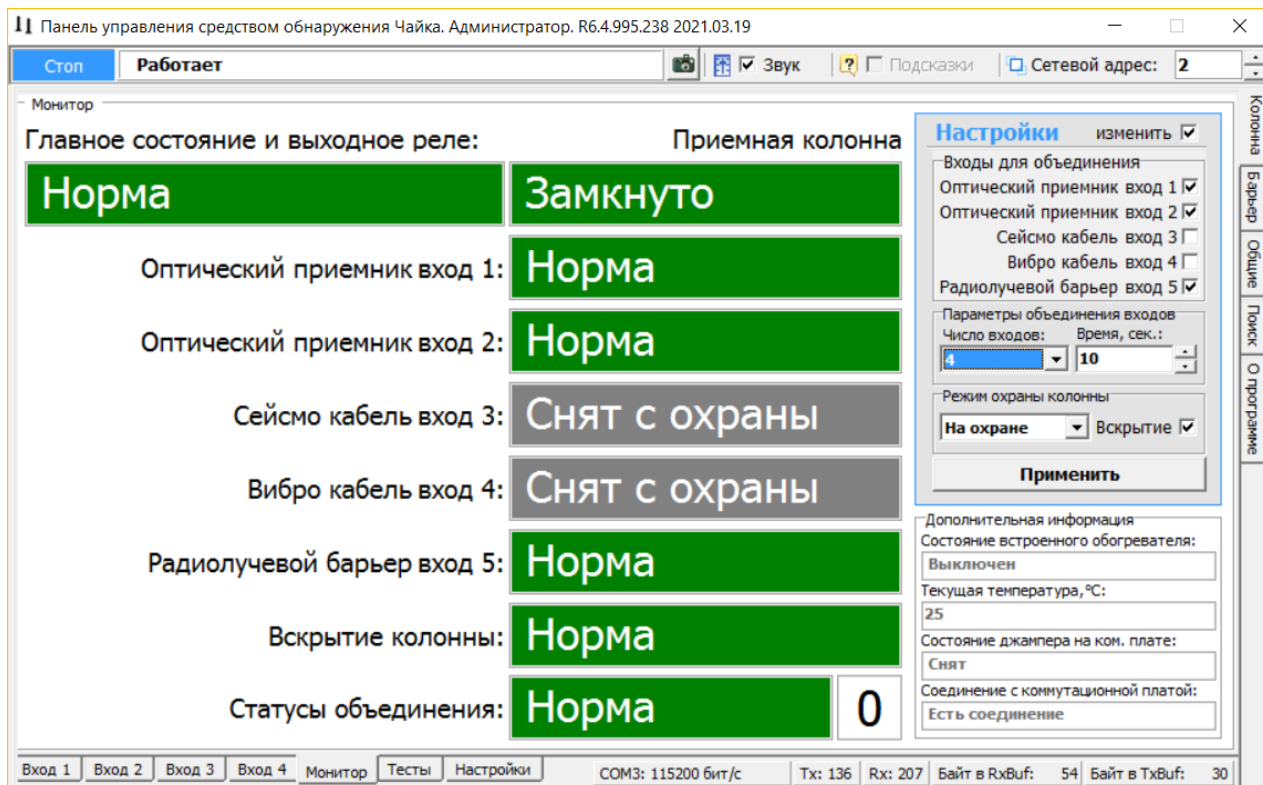 Панель управления средством обнаружения Чайка. Администратор. R6.4.995.238 2021.03.19
Стоп Работает Звук Подсказки Сетевой адрес: 2
Монитор
Главное состояние и выходное реле: Приемная колонна
Норма Замкнуто
Оптический приемник вход 1: Норма
Оптический приемник вход 2: Норма
Сейсмо кабель вход 3: Снят с охраны
Вибро кабель вход 4: Снят с охраны
Радиолучевой барьер вход 5: Норма
Вскрытие колонны: Норма
Статусы объединения: Норма 0
Настройки изменить
Входы для объединения
Оптический приемник вход 1
Оптический приемник вход 2
Сейсмо кабель вход 3
Вибро кабель вход 4
Радиолучевой барьер вход 5
Параметры объединения входов
Число входов: Время, сек.:
4 10
Режим охраны колонны
На охране Вскрытие
Применить
Дополнительная информация
Состояние встроенного обогревателя:
Выключен
Текущая температура,°C:
25
Состояние джампера на ком. плате:
Снят
Соединение с коммутационной платой:
Есть соединение
Колонна
Барьер
Общие
Поиск
О программе
Вход 1 Вход 2 Вход 3 Вход 4 Монитор Тесты Настройки
COM3: 115200 бит/с Tx: 136 Rx: 207 Байт в RxBuf: 54 Байт в TxBuf: 30